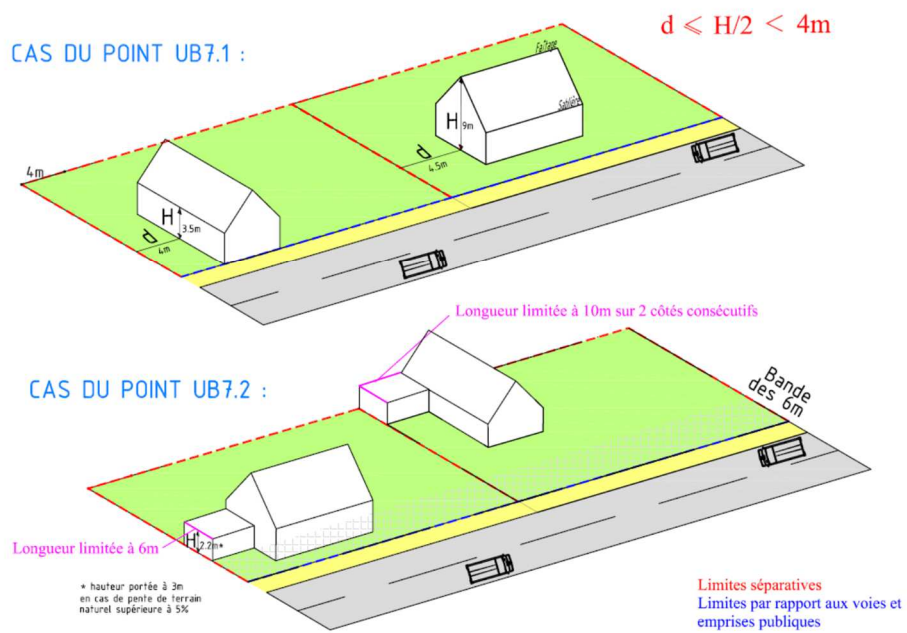 d ⩽ H/2 < 4m
CAS DU POINT UB7.1 :
Faîtage
Sablière
H 9m
d
4.5m
4m
H 3.5m
d
4m
Longueur limitée à 10m sur 2 côtés consécutifs
CAS DU POINT UB7.2 :
Bande
des 6m
H 2.2m*
Longueur limitée à 6m
* hauteur portée à 3m
en cas de pente de terrain
naturel supérieure à 5%
Limites séparatives
Limites par rapport aux voies et
emprises publiques